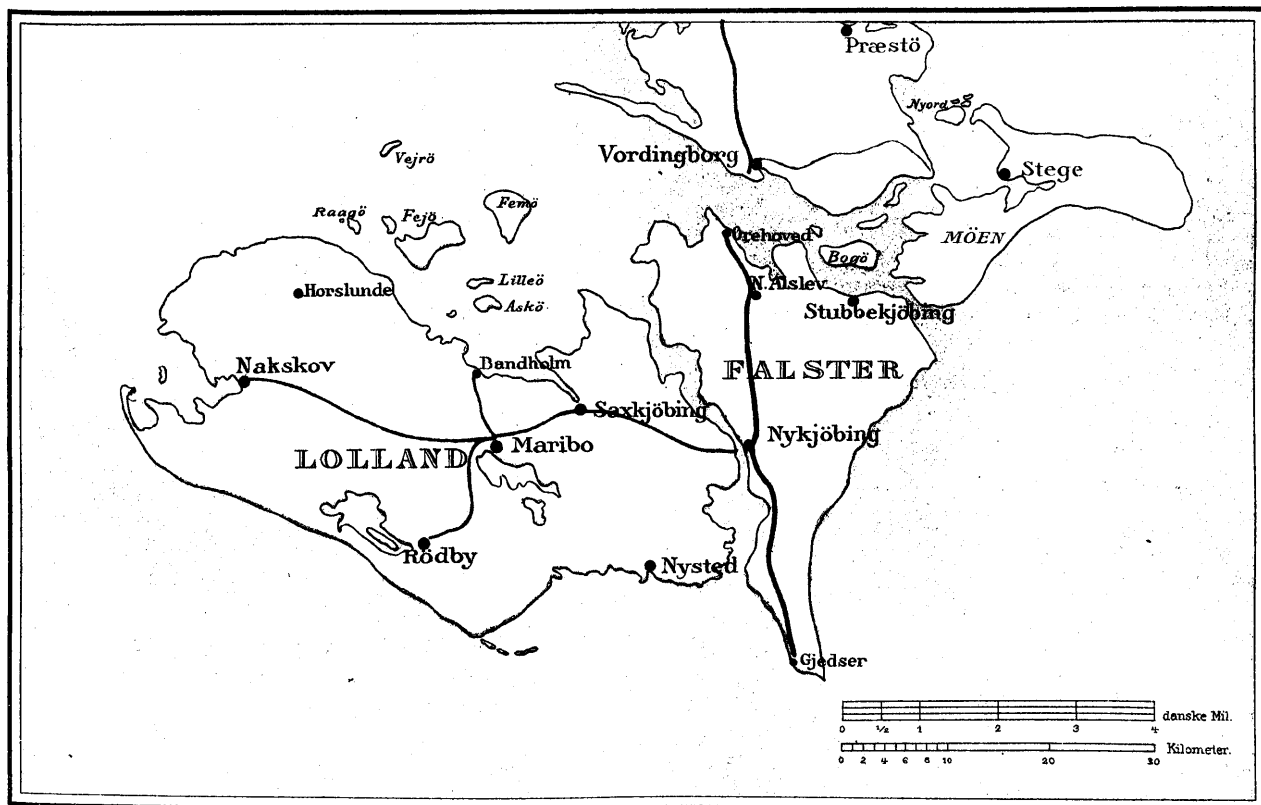 Præstö
Nyord
Vordingborg
Stege
Vejrö
Raagö
Fejö
Femö
Orehoved
MÖEN
Bogö
Lilleö
Horslunde
N. Alslev
Askö
Stubbekjöbing
Nakskov
Bandholm
FALSTER
Saxkjöbing
Nykjöbing
LOLLAND
Maribo
Rödby
Nysted
Gjedser
danske Mil.
0 1/2 1 2 3 4
Kilometer.
0 2 4 6 8 10 20 30